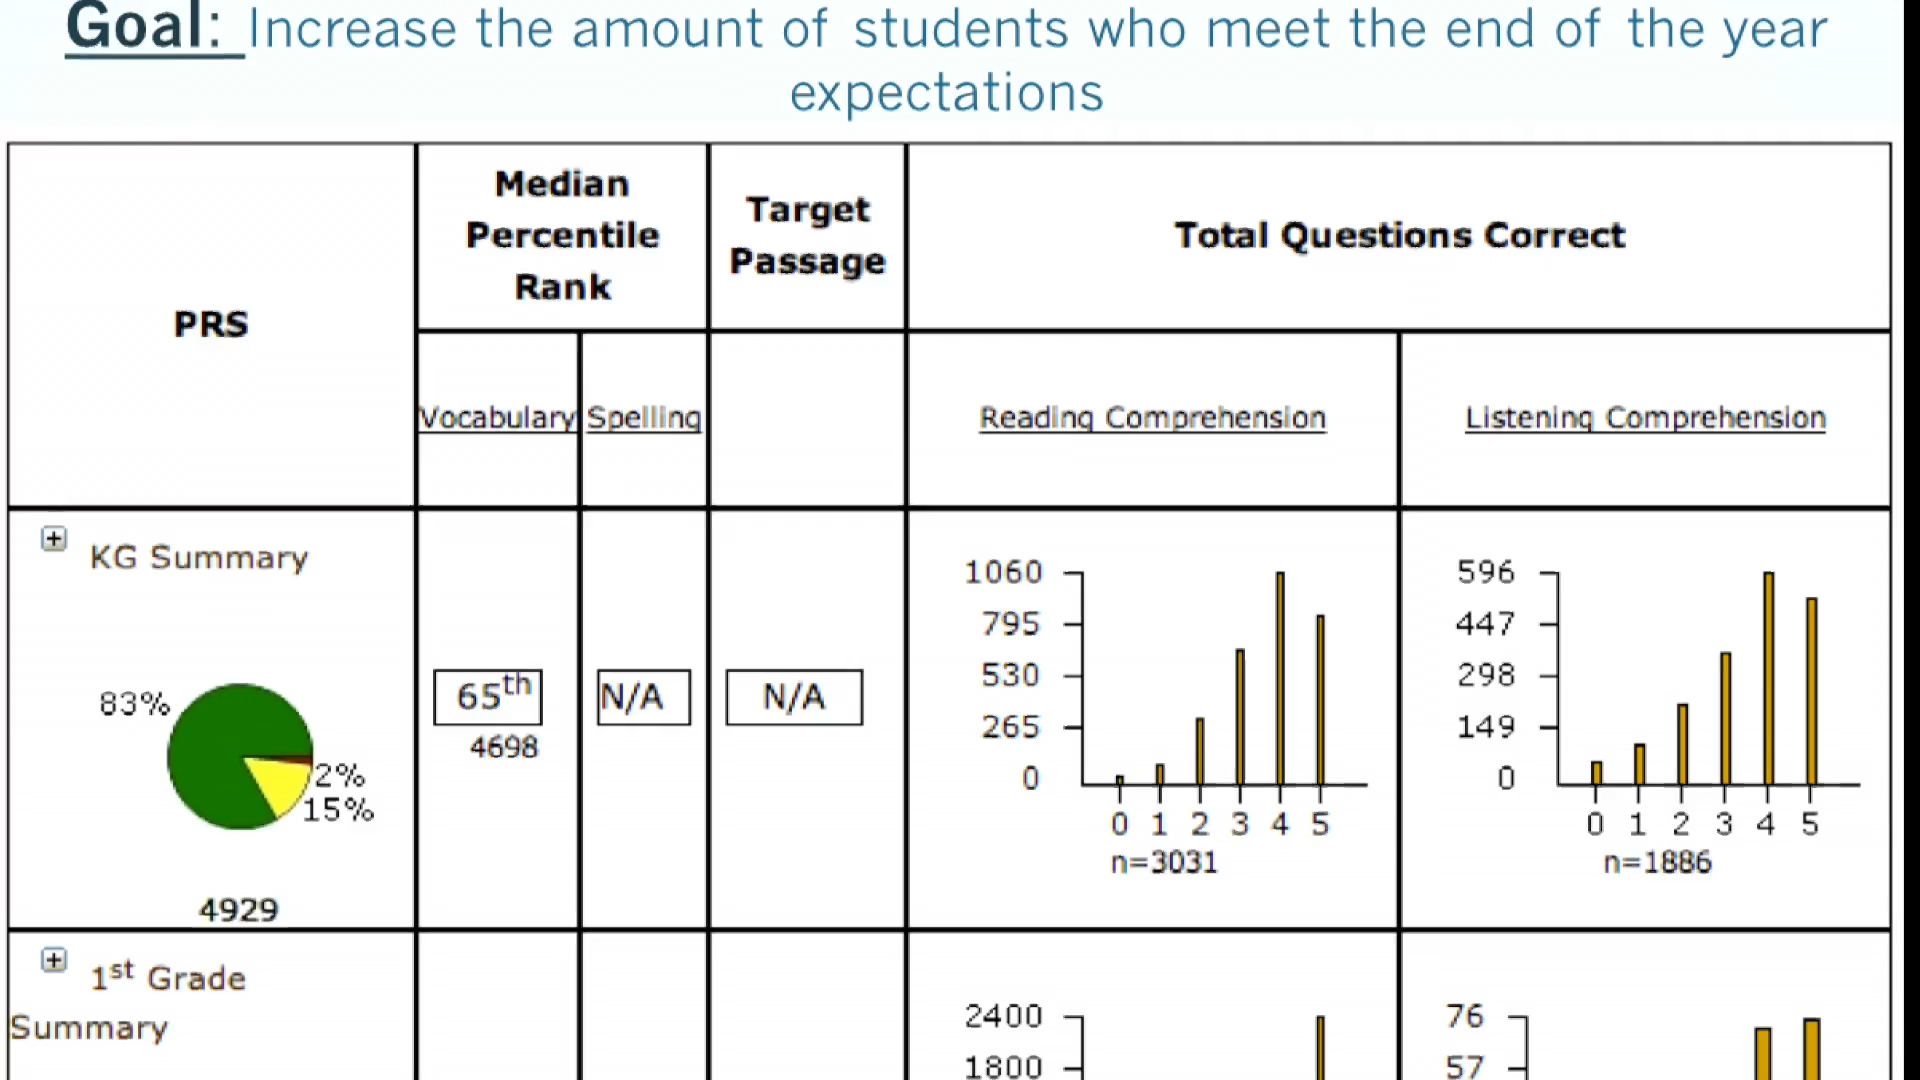 Goal: Increase the amount of students who meet the end of the year
expectations
PRS
Median
Percentile
Rank
Target
Passage
Total Questions Correct
Vocabulary
Spelling
Reading Comprehension
Listening Comprehension
KG Summary
83%
2%
15%
4929
65th
4698
N/A
N/A
1060
795
530
265
0
0 1 2 3 4 5
n=3031
596
447
298
149
0
0 1 2 3 4 5
n=1886
1st Grade
Summary
2400
1800
76
57